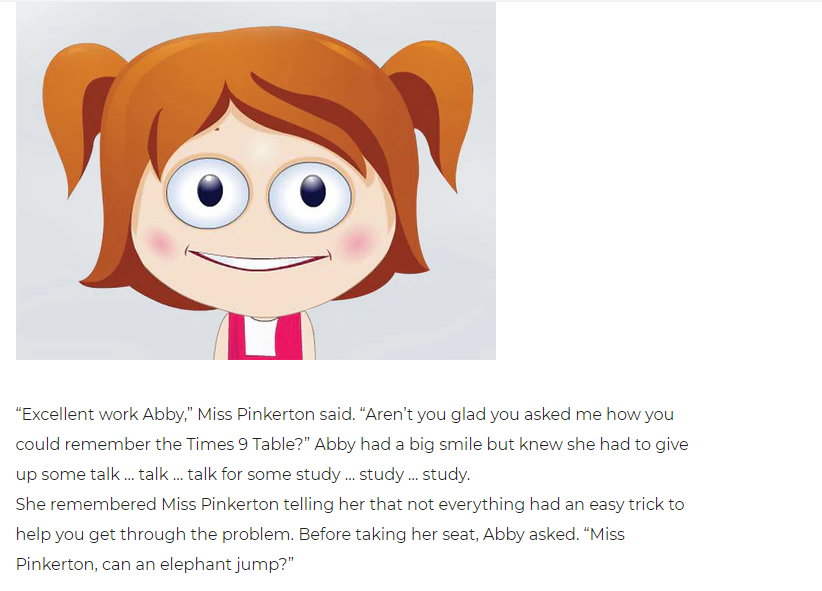 “Excellent work Abby,” Miss Pinkerton said. “Aren’t you glad you asked me how you
could remember the Times 9 Table?” Abby had a big smile but knew she had to give
up some talk … talk … talk for some study … study … study.
She remembered Miss Pinkerton telling her that not everything had an easy trick to
help you get through the problem. Before taking her seat, Abby asked. “Miss
Pinkerton, can an elephant jump?”